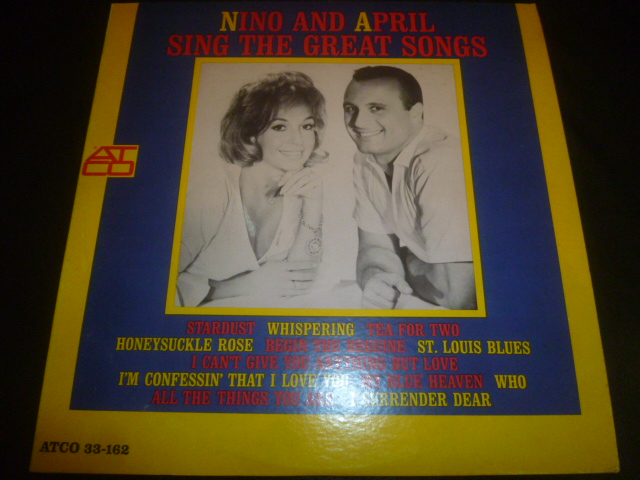 NINO AND APRIL
SING THE GREAT SONGS
ATCO
STARDUST WHISPERING TEA FOR TWO
HONEYSUCKLE ROSE BEGIN THE BEGUINE ST. LOUIS BLUES
I CAN'T GIVE YOU ANYTHING BUT LOVE
I'M CONFESSIN' THAT I LOVE YOU MY BLUE HEAVEN WHO
ALL THE THINGS YOU ARE I SURRENDER DEAR
ATCO 33-162